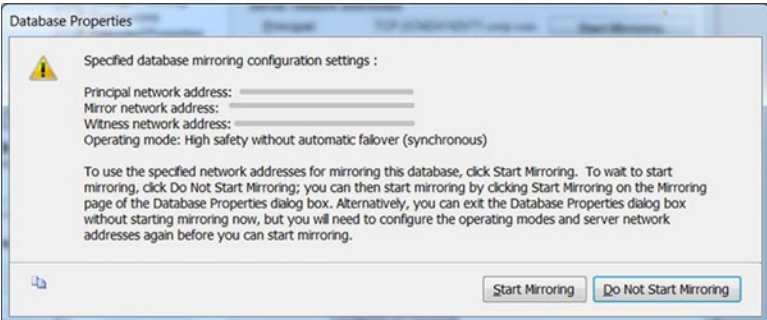 Database Properties
Specified database mirroring configuration settings :
Principal network address:
Mirror network address:
Witness network address:
Operating mode: High safety without automatic failover (synchronous)
To use the specified network addresses for mirroring this database, click Start Mirroring. To wait to start
mirroring, click Do Not Start Mirroring; you can then start mirroring by clicking Start Mirroring on the Mirroring
page of the Database Properties dialog box. Alternatively, you can exit the Database Properties dialog box
without starting mirroring now, but you will need to configure the operating modes and server network
addresses again before you can start mirroring.
Start Mirroring
Do Not Start Mirroring